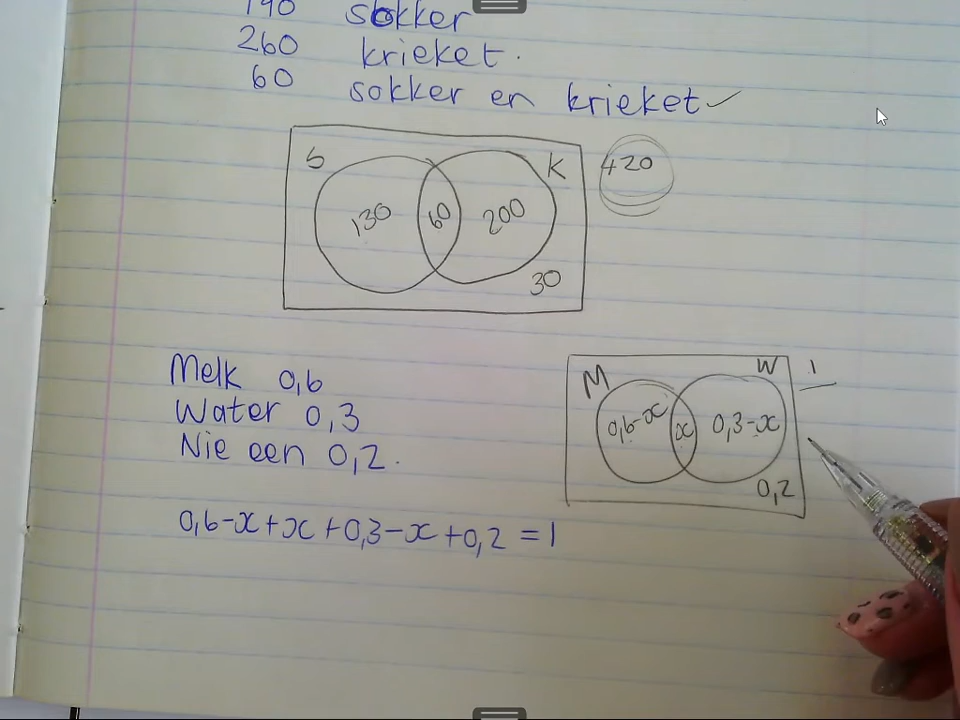 190 sokker
260 krieket.
60 sokker en krieket ✓
S K 420
130 60 200
30
Melk 0,6
Water 0,3
Nie een 0,2.
M W 1
0,6-x x 0,3-x
0,2
0,6-x+x+0,3-x+0,2=1